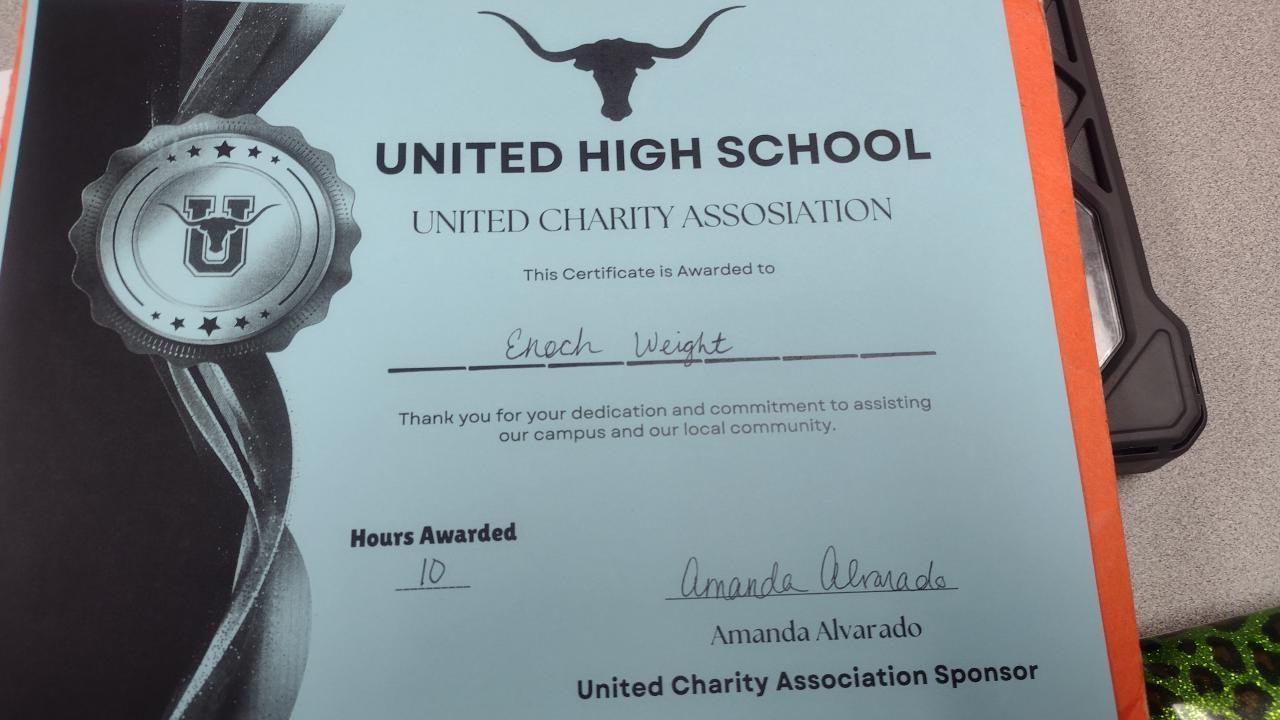 UNITED HIGH SCHOOL
UNITED CHARITY ASSOSIATION
This Certificate is Awarded to
Enoch Weight
Thank you for your dedication and commitment to assisting
our campus and our local community.
Hours Awarded
10
Amanda Alvarado
Amanda Alvarado
United Charity Association Sponsor
U